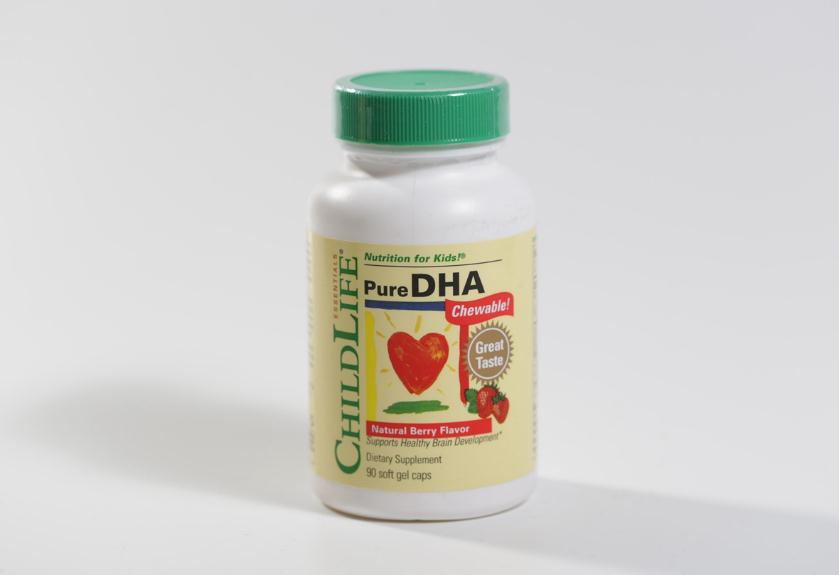 ESSENTIALS®
CHILDLIFE
Nutrition for Kids!®
Pure DHA
Chewable!
Great
Taste
Natural Berry Flavor
Supports Healthy Brain Development*
Dietary Supplement
90 soft gel caps